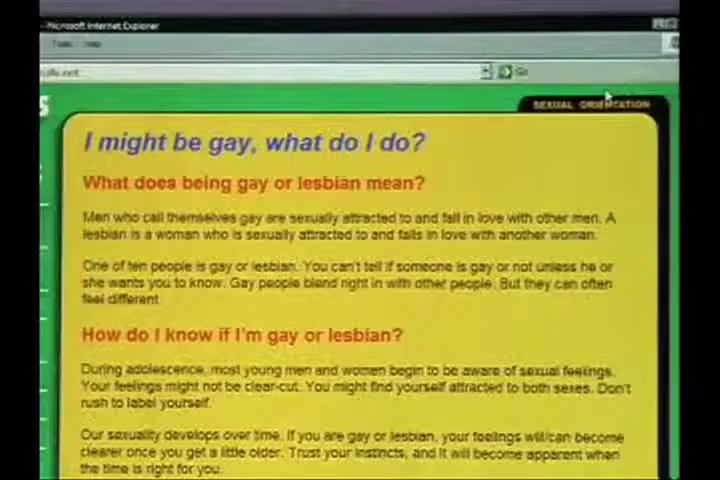 Microsoft Internet Explorer
Tools Help
Go
SEXUAL ORIENTATION
I might be gay, what do I do?
What does being gay or lesbian mean?
Men who call themselves gay are sexually attracted to and fall in love with other men. A
lesbian is a woman who is sexually attracted to and falls in love with another woman.
One of ten people is gay or lesbian. You can't tell if someone is gay or not unless he or
she wants you to know. Gay people blend right in with other people. But they can often
feel different.
How do I know if I'm gay or lesbian?
During adolescence, most young men and women begin to be aware of sexual feelings.
Your feelings might not be clear-cut. You might find yourself attracted to both sexes. Don't
rush to label yourself.
Our sexuality develops over time. If you are gay or lesbian, your feelings will/can become
clearer once you get a little older. Trust your instincts, and it will become apparent when
the time is right for you.